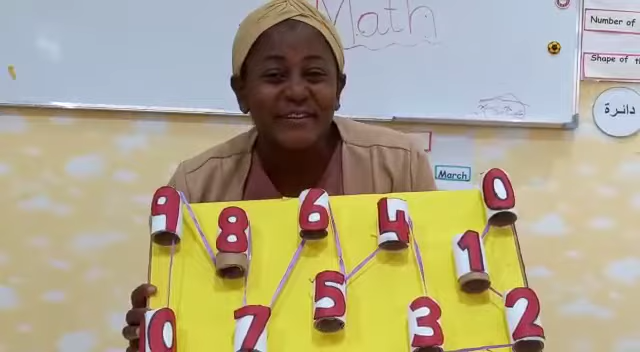 Math
Number of
Shape of
دائرة
March
9 8 6 4 0
1
5
10 7 3 2